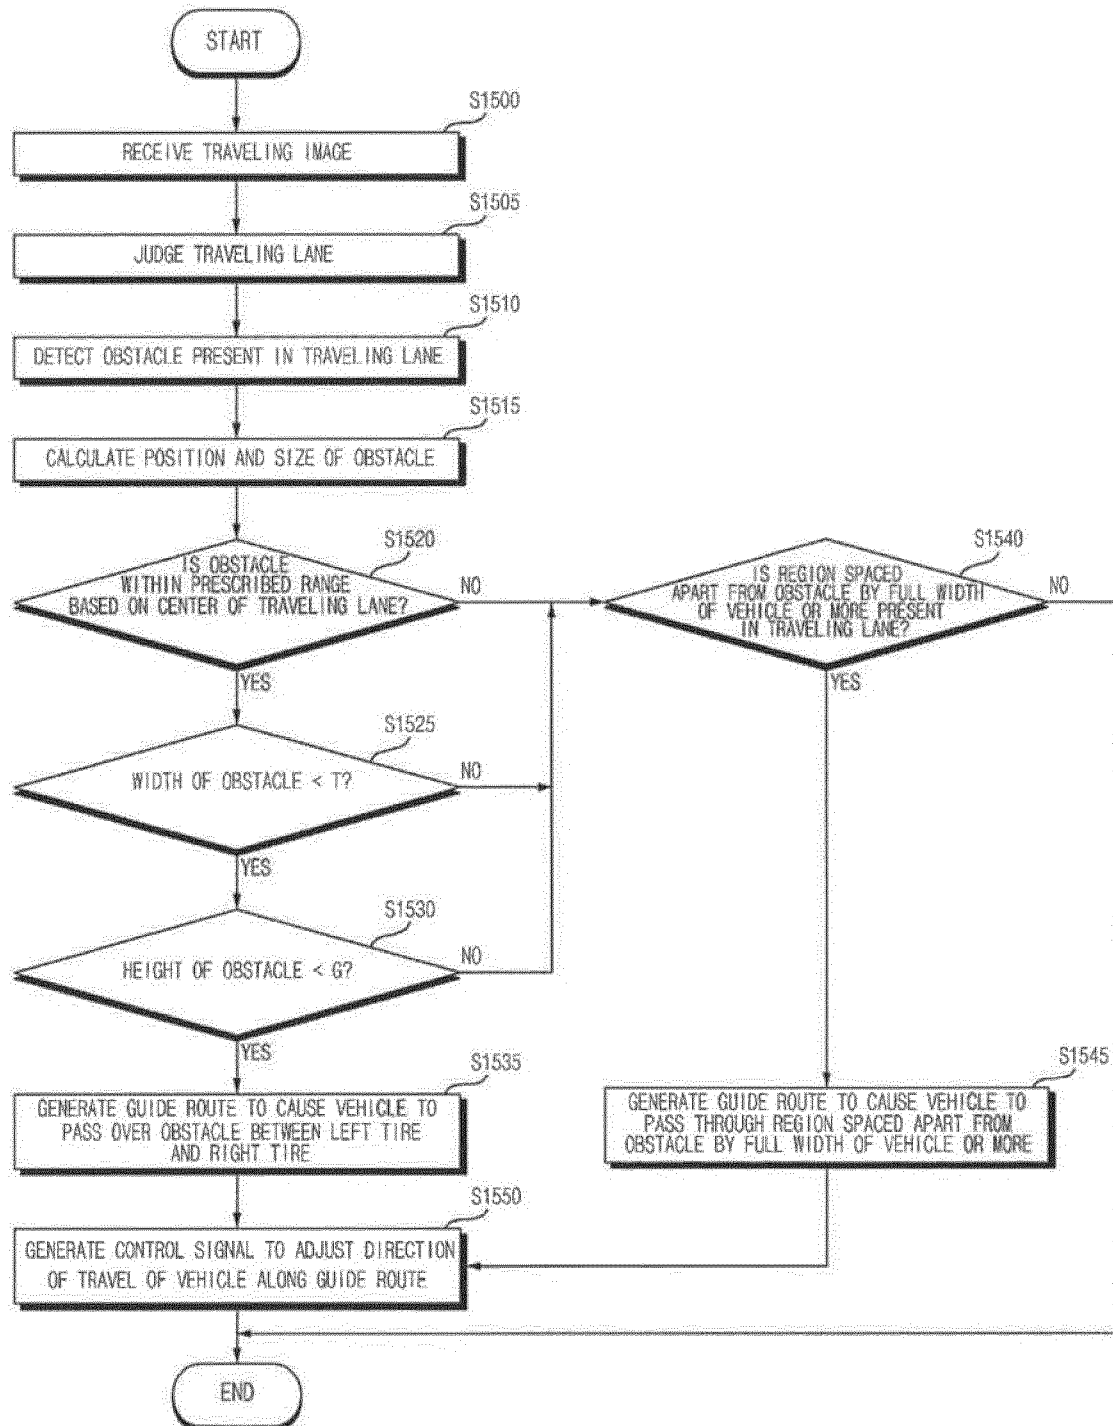 START
S1500
RECEIVE TRAVELING IMAGE
S1505
JUDGE TRAVELING LANE
S1510
DETECT OBSTACLE PRESENT IN TRAVELING LANE
S1515
CALCULATE POSITION AND SIZE OF OBSTACLE
S1520
IS OBSTACLE
WITHIN PRESCRIBED RANGE
BASED ON CENTER OF TRAVELING LANE?
NO
YES
S1540
IS REGION SPACED
APART FROM OBSTACLE BY FULL WIDTH
OF VEHICLE OR MORE PRESENT
IN TRAVELING LANE?
NO
YES
S1525
WIDTH OF OBSTACLE < T?
NO
YES
S1530
HEIGHT OF OBSTACLE < G?
NO
YES
S1535
GENERATE GUIDE ROUTE TO CAUSE VEHICLE TO
PASS OVER OBSTACLE BETWEEN LEFT TIRE
AND RIGHT TIRE
S1545
GENERATE GUIDE ROUTE TO CAUSE VEHICLE TO
PASS THROUGH REGION SPACED APART FROM
OBSTACLE BY FULL WIDTH OF VEHICLE OR MORE
S1550
GENERATE CONTROL SIGNAL TO ADJUST DIRECTION
OF TRAVEL OF VEHICLE ALONG GUIDE ROUTE
END